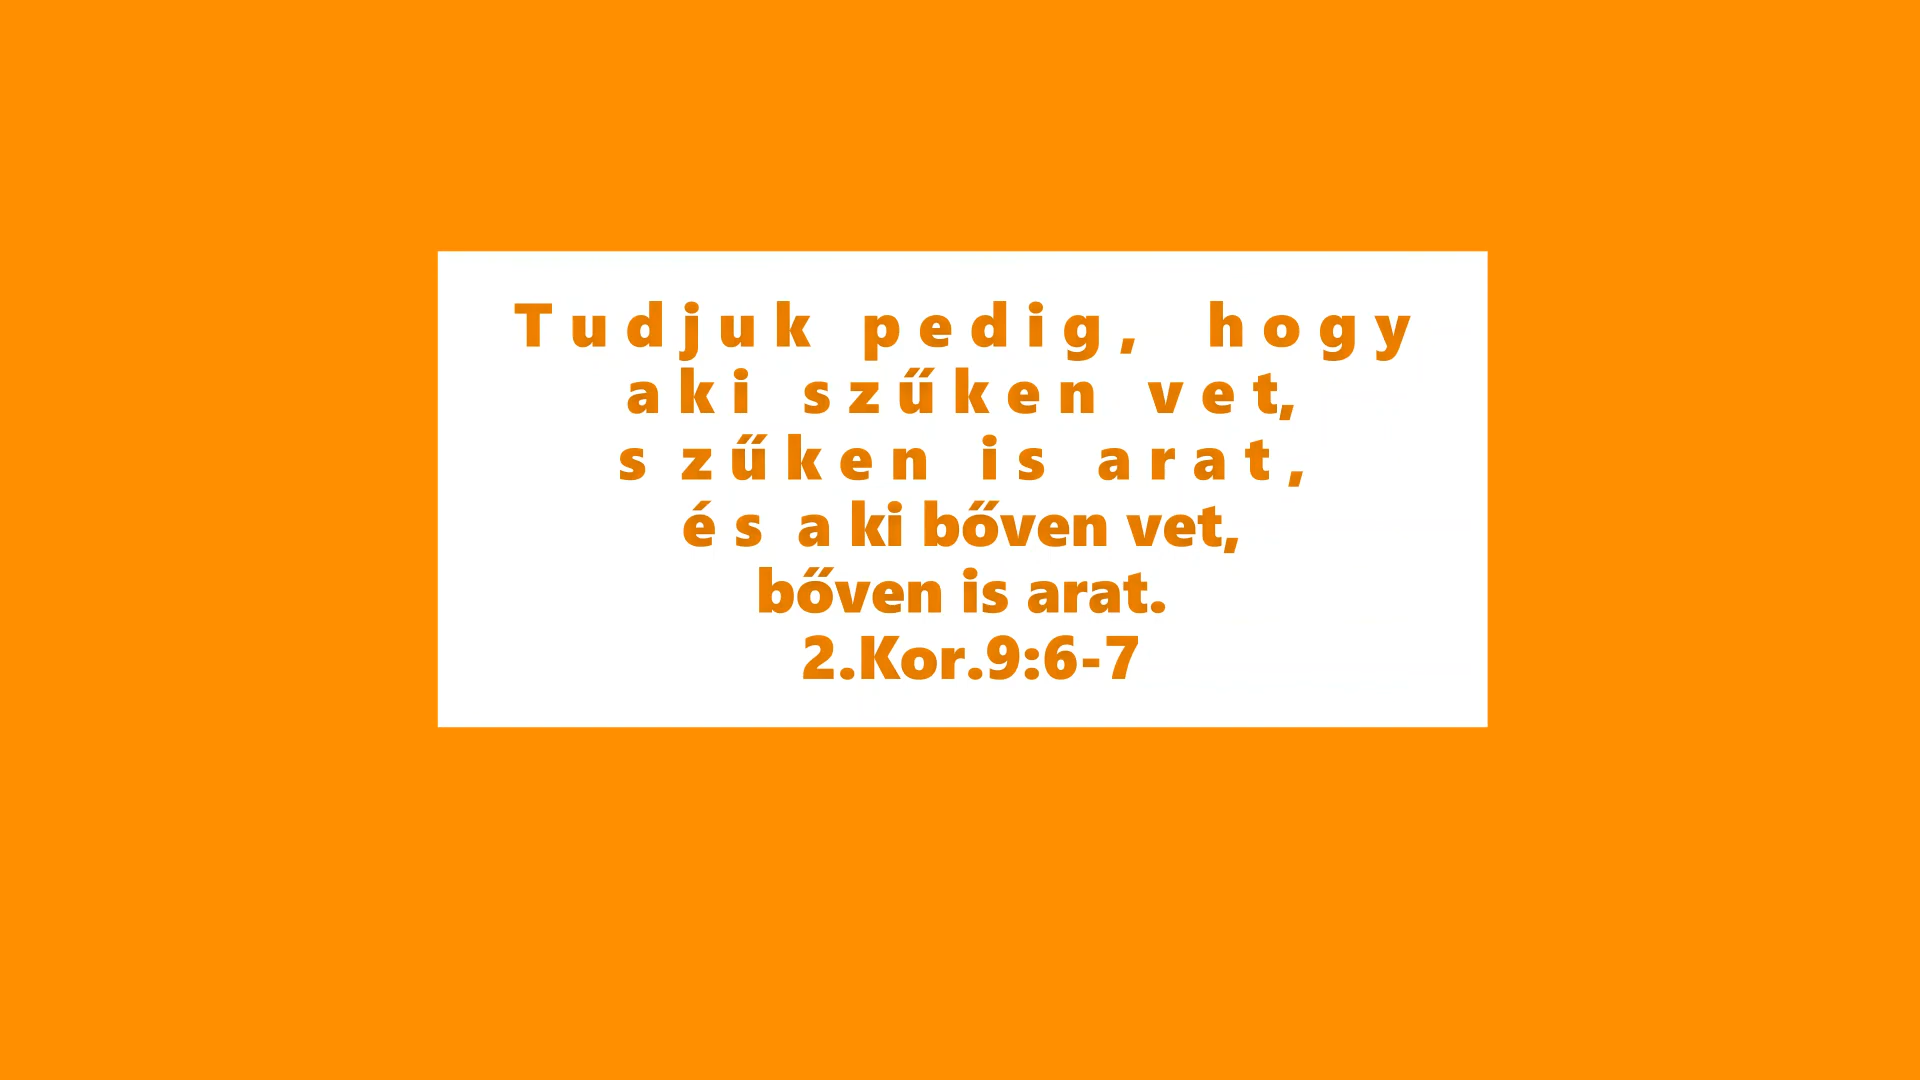 Tudjuk pedig, hogy
aki szűken vet,
szűken is arat,
és aki bőven vet,
bőven is arat.
2.Kor.9:6-7